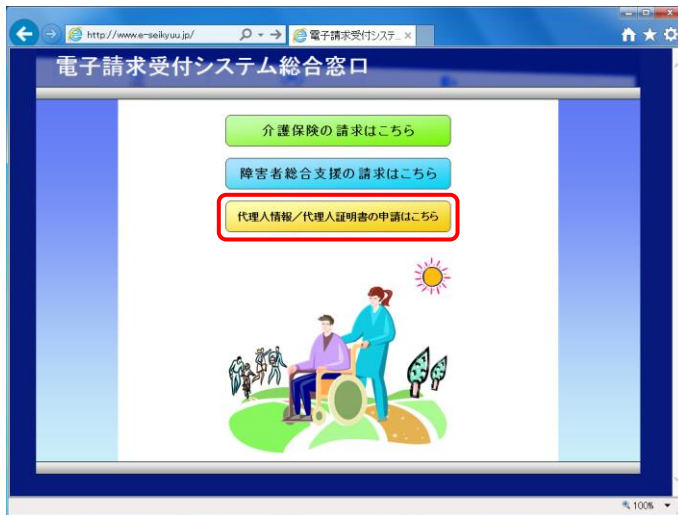 http://www.e-seikyuu.jp/
電子請求受付システ...
電子請求受付システム総合窓口
介護保険の請求はこちら
障害者総合支援の請求はこちら
代理人情報／代理人証明書の申請はこちら
100%